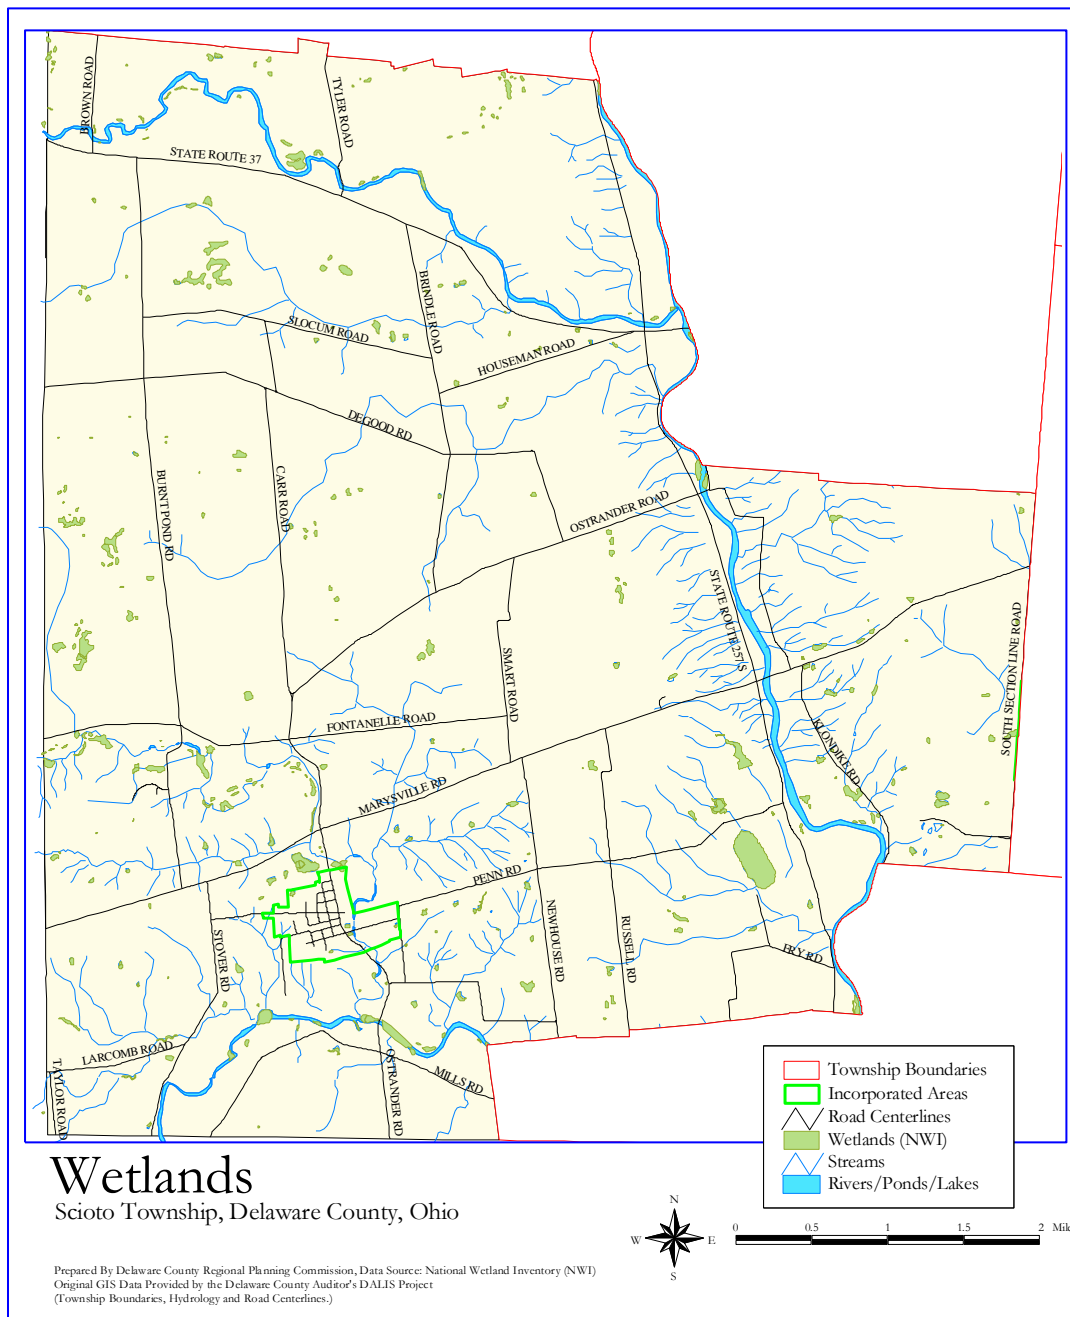 BROWN ROAD
TYLER ROAD
STATE ROUTE 37
BRINDLE ROAD
SLOCUM ROAD
HOUSEMAN ROAD
DEGOOD RD
BURNT POND RD
CARR ROAD
OSTRANDER ROAD
STATE ROUTE 257 S
SOUTH SECTION LINE ROAD
SMART ROAD
FONTANELLE ROAD
KLONDIKE RD
MARYSVILLE RD
PENN RD
STOVER RD
NEWHOUSE RD
RUSSELL RD
FRY RD
LARCOMB ROAD
TAYLOR ROAD
OSTRANDER RD
MILLS RD
Township Boundaries
Incorporated Areas
Road Centerlines
Wetlands (NWI)
Streams
Rivers/Ponds/Lakes
Wetlands
Scioto Township, Delaware County, Ohio
N
W E
S
0 0.5 1 1.5 2 Mil
Prepared By Delaware County Regional Planning Commission, Data Source: National Wetland Inventory (NWI)
Original GIS Data Provided by the Delaware County Auditor's DALIS Project
(Township Boundaries, Hydrology and Road Centerlines.)